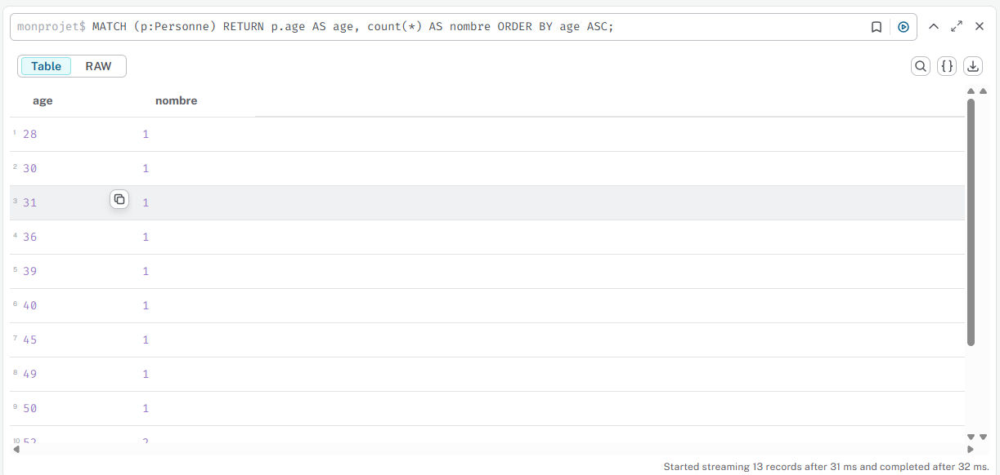 monprojet$ MATCH (p:Personne) RETURN p.age AS age, count(*) AS nombre ORDER BY age ASC;
Table RAW
age nombre
1 28 1
2 30 1
3 31 1
4 36 1
5 39 1
6 40 1
7 45 1
8 49 1
9 50 1
10 52 2
Started streaming 13 records after 31 ms and completed after 32 ms.